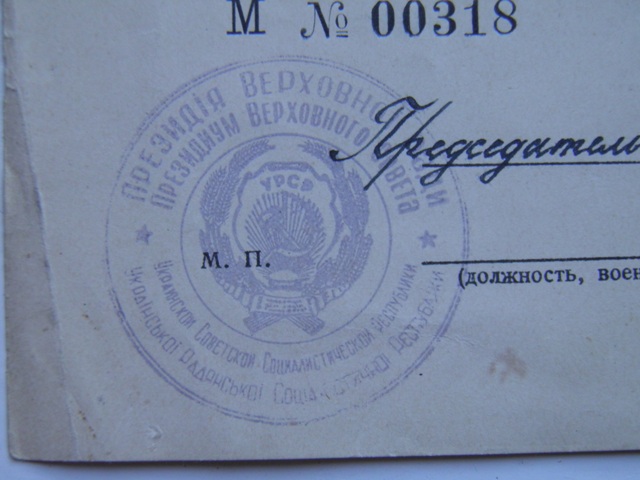 М № 00318
ПРЕЗИДІЯ ВЕРХОВНОЇ РАДИ
ПРЕЗИДИУМ ВЕРХОВНОГО СОВЕТА
Председатель
УРСР
М. П.
(должность, воен
УКРАИНСКОЙ СОВЕТСКОЙ СОЦИАЛИСТИЧЕСКОЙ РЕСПУБЛИКИ
УКРАЇНСЬКОЇ РАДЯНСЬКОЇ СОЦІАЛІСТИЧНОЇ РЕСПУБЛІКИ